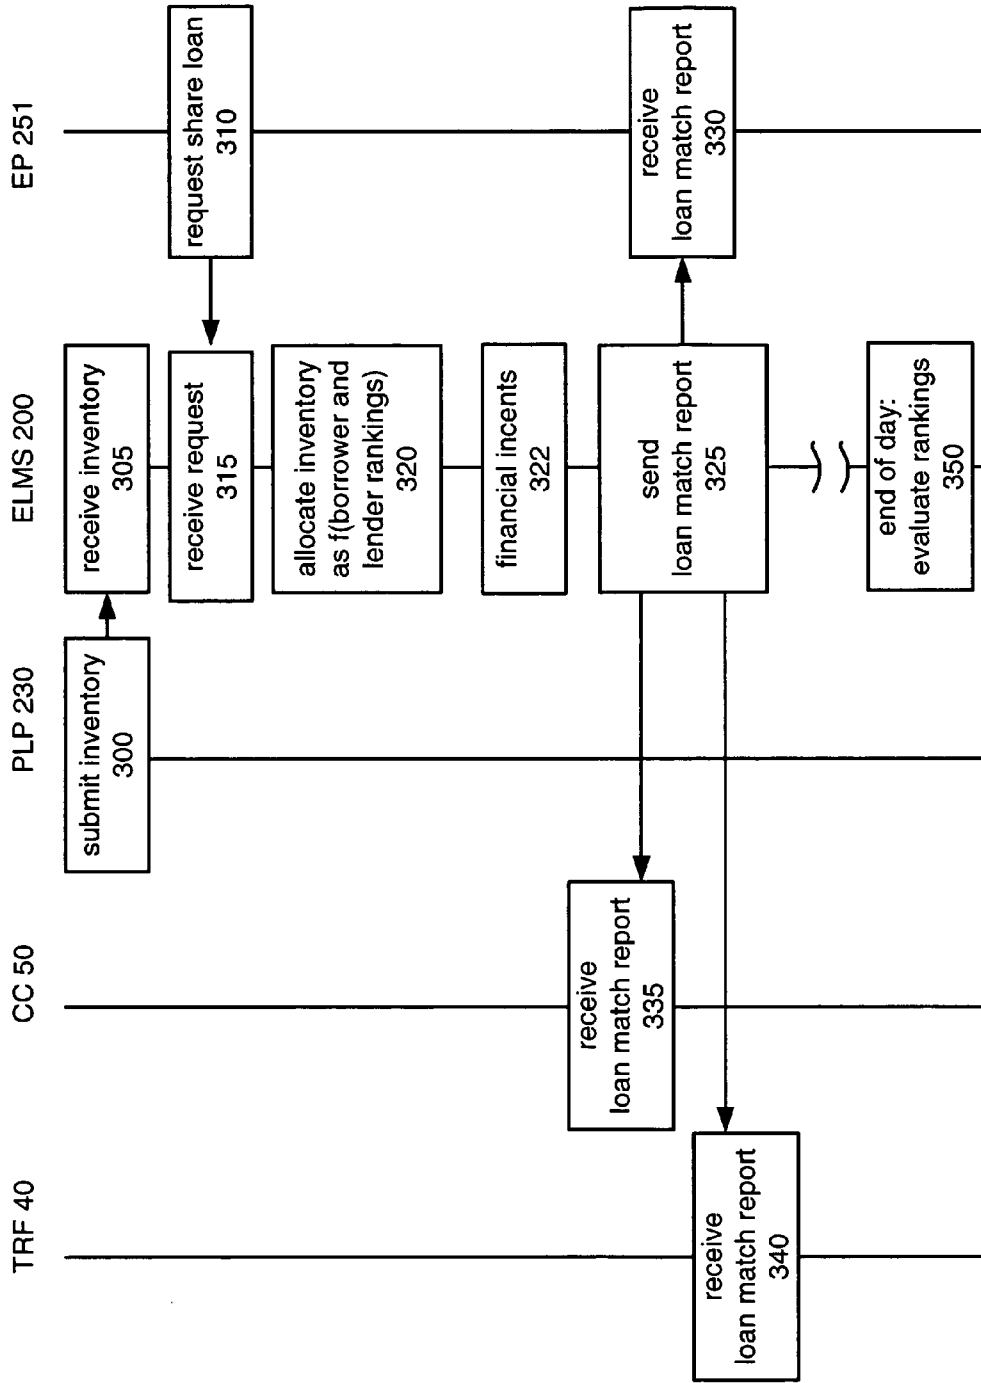 TRF 40
CC 50
PLP 230
ELMS 200
EP 251
submit inventory
300
receive inventory
305
request share loan
310
receive request
315
allocate inventory
as f(borrower and
lender rankings)
320
financial incents
322
send
loan match report
325
receive
loan match report
330
receive
loan match report
335
receive
loan match report
340
end of day:
evaluate rankings
350